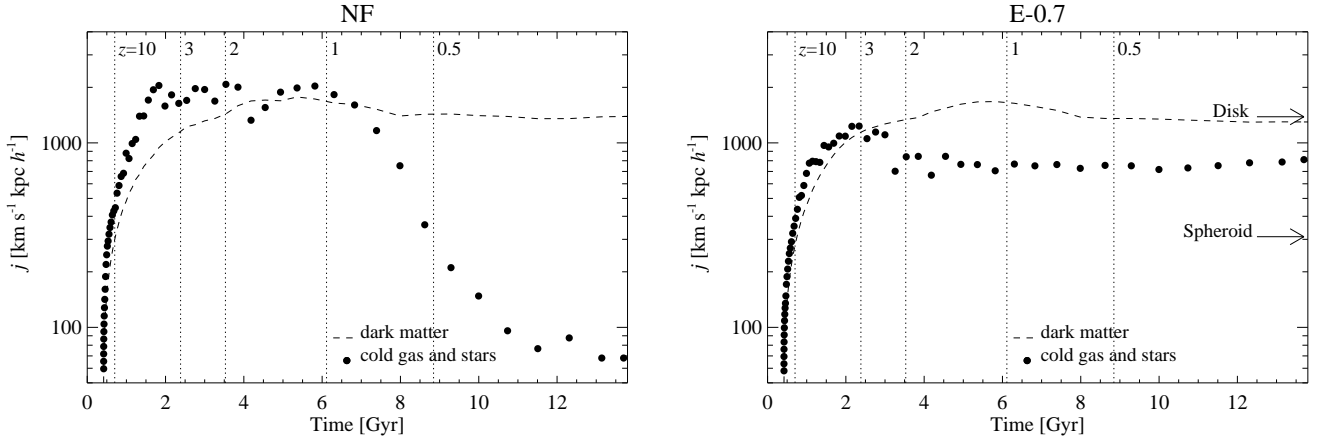 NF
z=10 3 2 1 0.5
j [km s⁻¹ kpc h⁻¹]
1000
100
dark matter
cold gas and stars
0 2 4 6 8 10 12
Time [Gyr]
E-0.7
z=10 3 2 1 0.5
j [km s⁻¹ kpc h⁻¹]
1000
100
Disk
Spheroid
dark matter
cold gas and stars
0 2 4 6 8 10 12
Time [Gyr]